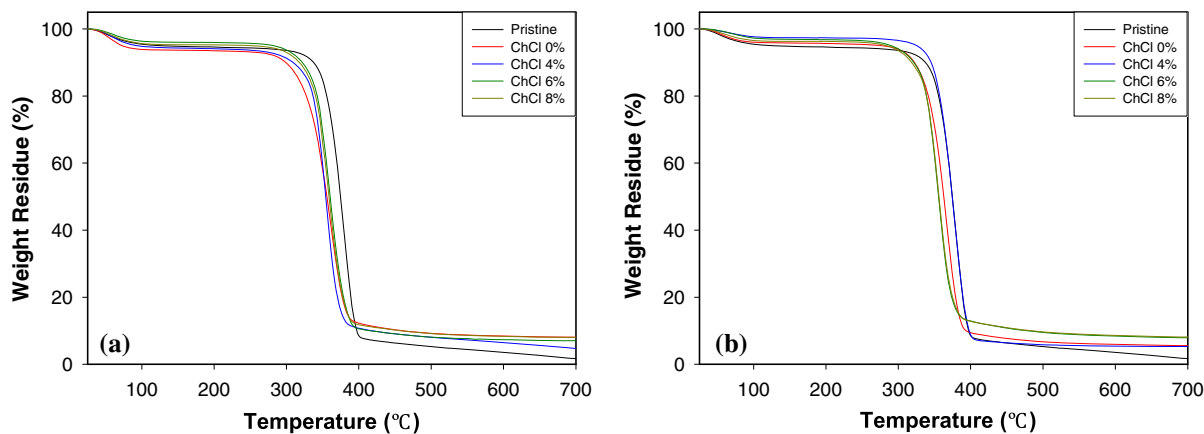 100
80
60
40
20
0
Weight Residue (%)
Pristine
ChCl 0%
ChCl 4%
ChCl 6%
ChCl 8%
(a)
100 200 300 400 500 600 700
Temperature (℃)
100
80
60
40
20
0
Weight Residue (%)
Pristine
ChCl 0%
ChCl 4%
ChCl 6%
ChCl 8%
(b)
100 200 300 400 500 600 700
Temperature (℃)